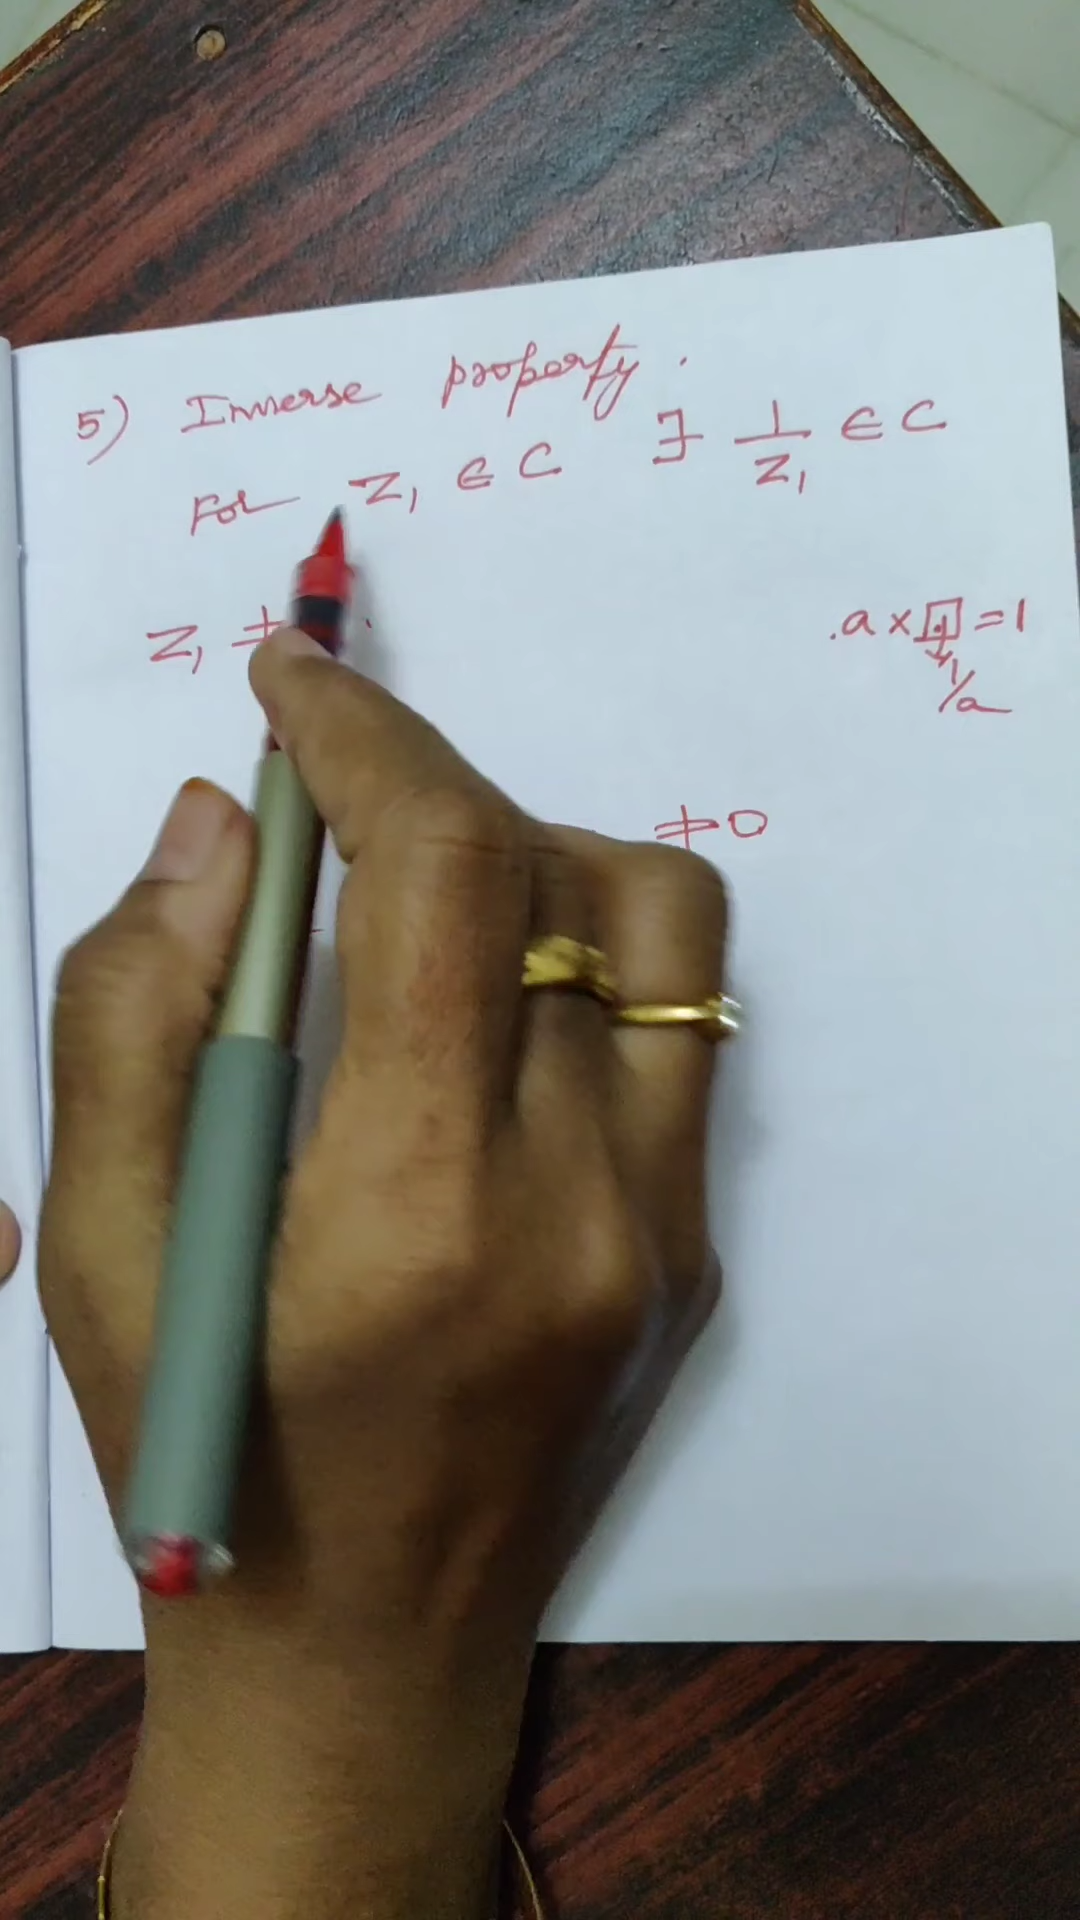 5) Inverse property.
For Z₁ ∈ C ∃ 1/Z₁ ∈ C
Z₁ ≠
.a × □ = 1
1/a
≠ 0